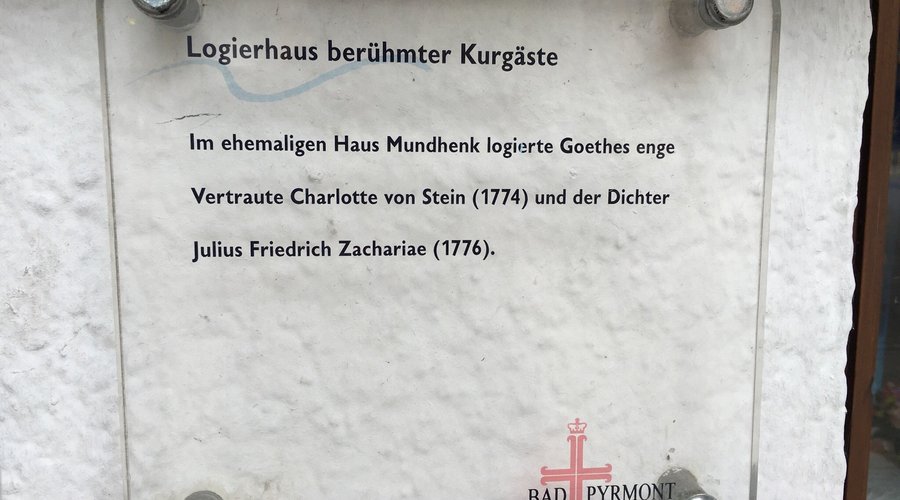 Logierhaus berühmter Kurgäste
Im ehemaligen Haus Mundhenk logierte Goethes enge
Vertraute Charlotte von Stein (1774) und der Dichter
Julius Friedrich Zachariae (1776).
BAD PYRMONT